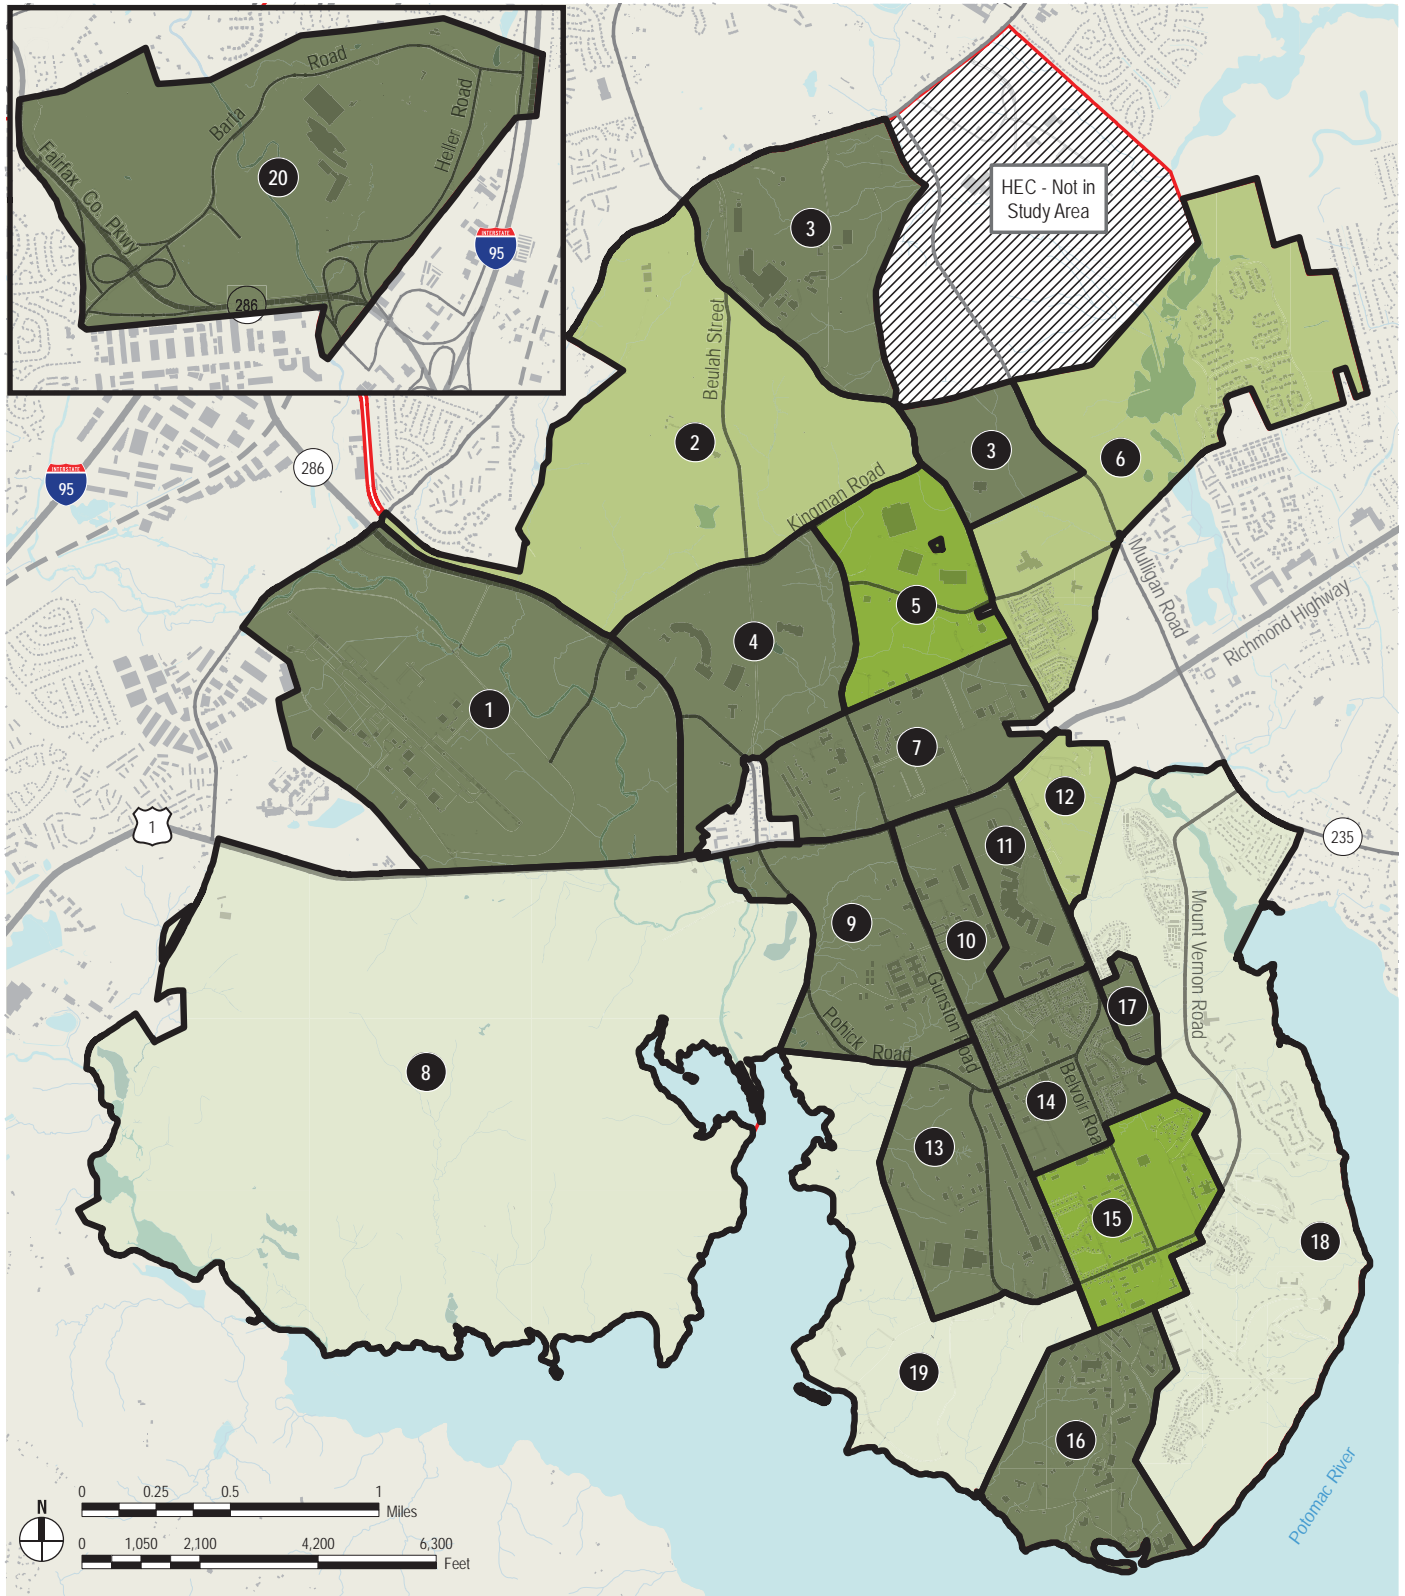 Barta
Road
Heller Road
Fairfax Co. Pkwy
20
286
INTERSTATE
95
HEC - Not in
Study Area
3
Beulah Street
2
Kingman Road
3
6
286
INTERSTATE
95
5
Mulligan Road
Richmond Highway
4
1
7
12
1
235
11
9
10
Mount Vernon Road
Gunston Road
17
Pohick Road
8
Belvoir Roa
14
13
15
18
19
16
Potomac River
N
0 0.25 0.5 1
Miles
0 1,050 2,100 4,200 6,300
Feet